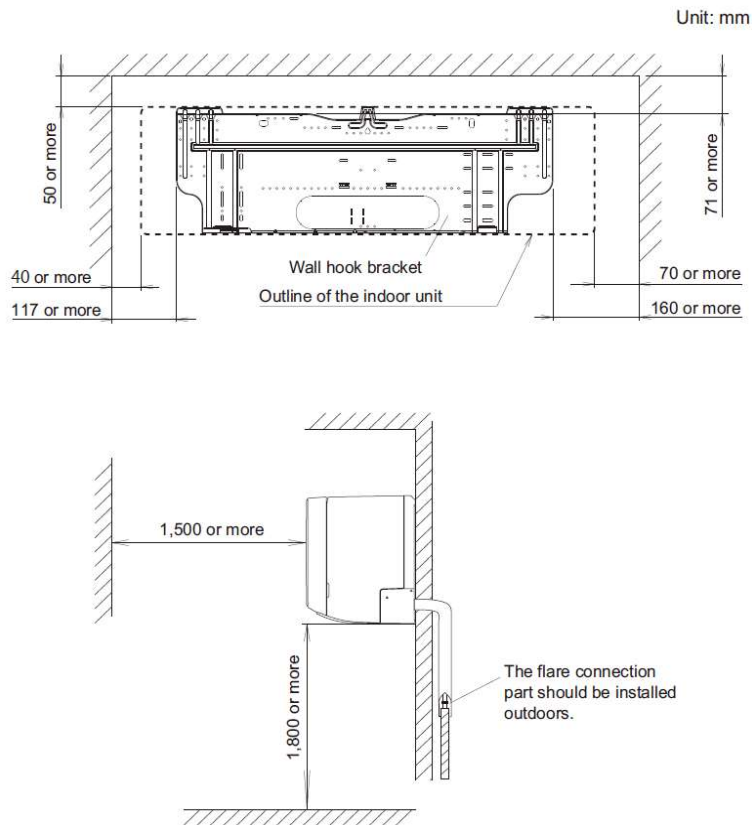 Unit: mm
50 or more
71 or more
Wall hook bracket
40 or more
70 or more
Outline of the indoor unit
117 or more
160 or more
1,500 or more
1,800 or more
The flare connection
part should be installed
outdoors.